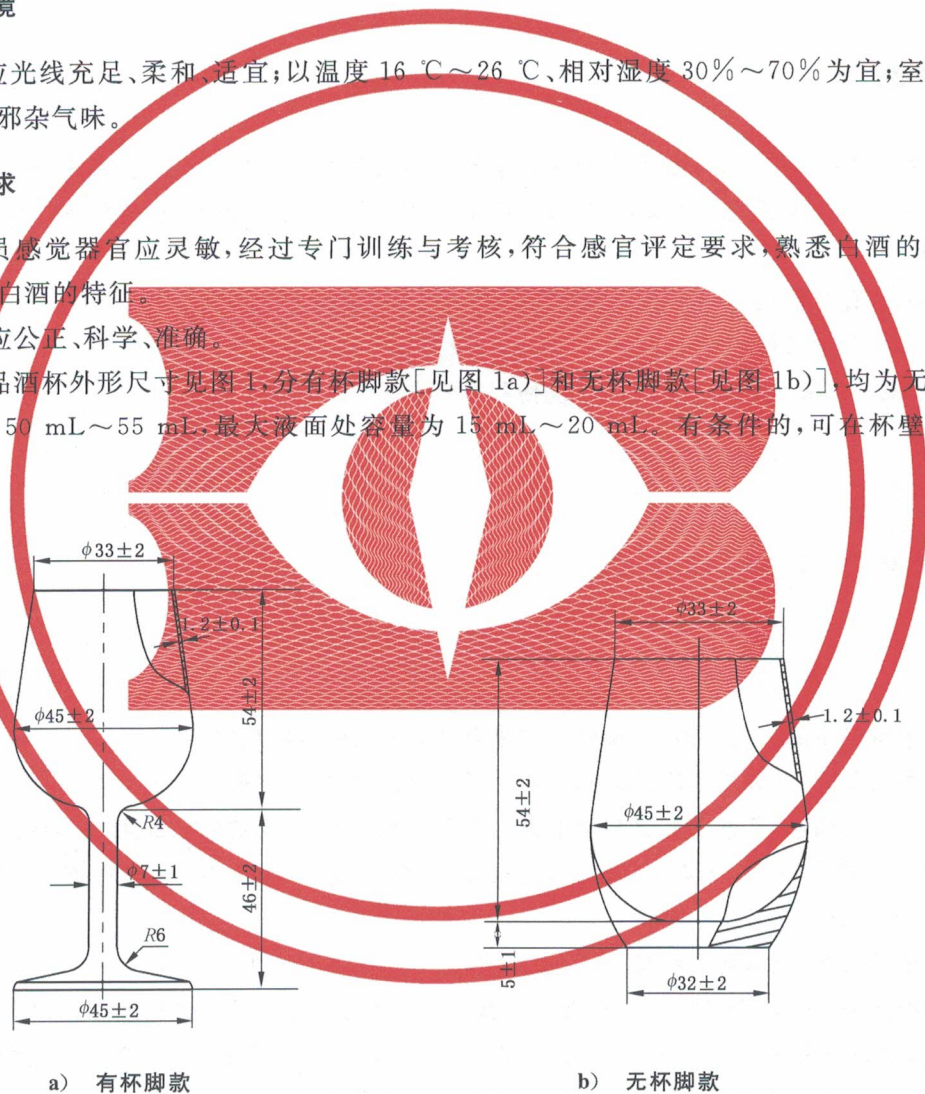 境
应光线充足、柔和、适宜;以温度 16 ℃～26 ℃、相对湿度 30%～70%为宜;室
邪杂气味。
求
员感觉器官应灵敏,经过专门训练与考核,符合感官评定要求,熟悉白酒的
白酒的特征。
应公正、科学、准确。
品酒杯外形尺寸见图 1,分有杯脚款[见图 1a)]和无杯脚款[见图 1b)],均为无
50 mL～55 mL,最大液面处容量为 15 mL～20 mL。有条件的,可在杯壁
φ33±2
1.2±0.1
φ45±2
54±2
R4
φ7±1
46±2
R6
φ45±2
a) 有杯脚款
φ33±2
1.2±0.1
54±2
φ45±2
5±1
φ32±2
b) 无杯脚款